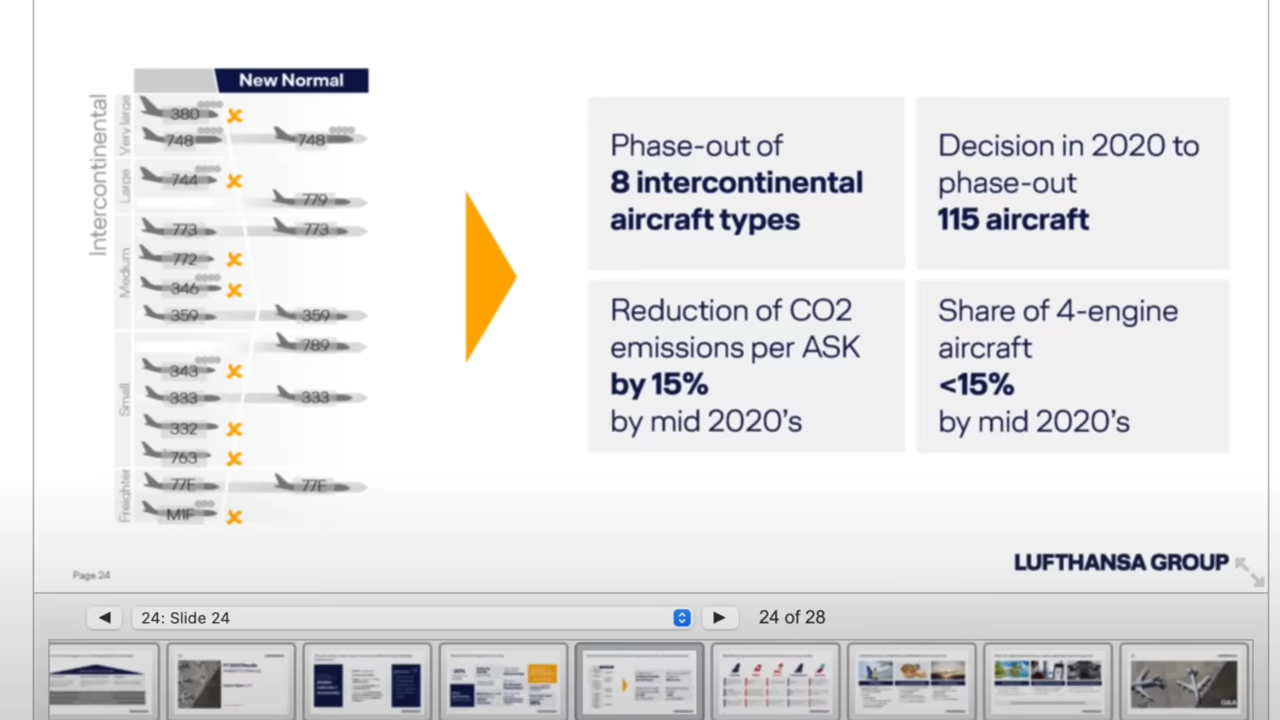 New Normal
Intercontinental
Very large
380
748
748
Large
744
779
Medium
773
773
772
346
359
359
Small
789
343
333
333
332
763
Freighter
77F
77F
M1F
Phase-out of
8 intercontinental
aircraft types
Decision in 2020 to
phase-out
115 aircraft
Reduction of CO2
emissions per ASK
by 15%
by mid 2020's
Share of 4-engine
aircraft
<15%
by mid 2020's
Page 24
LUFTHANSA GROUP
24: Slide 24
24 of 28